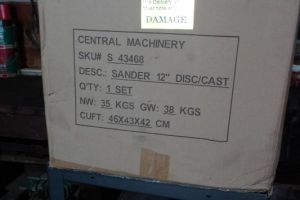 DAMAGE
CENTRAL MACHINERY
SKU# S 43468
DESC.: SANDER 12" DISC/CAST
Q'TY: 1 SET
NW: 35 KGS GW: 38 KGS
CUFT: 46X43X42 CM